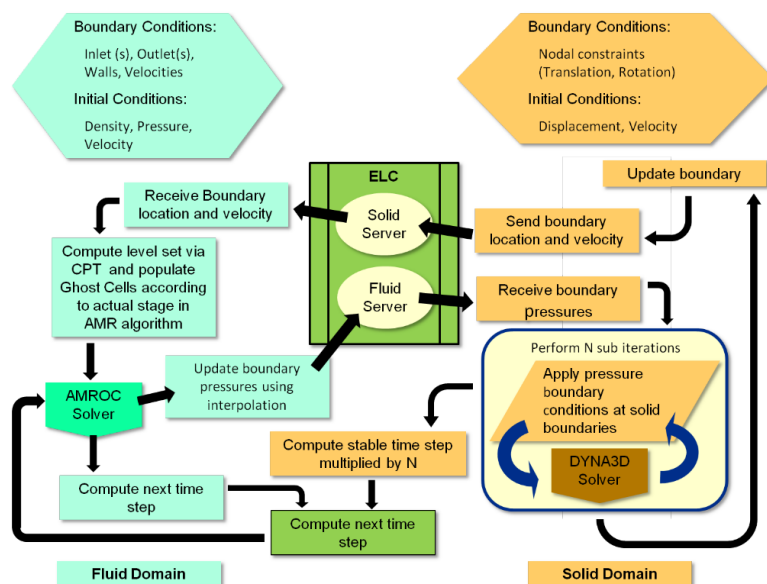 Boundary Conditions:
Inlet (s), Outlet(s),
Walls, Velocities
Initial Conditions:
Density, Pressure,
Velocity
Boundary Conditions:
Nodal constraints
(Translation, Rotation)
Initial Conditions:
Displacement, Velocity
ELC
Solid
Server
Fluid
Server
Receive Boundary
location and velocity
Send boundary
location and velocity
Update boundary
Compute level set via
CPT and populate
Ghost Cells according
to actual stage in
AMR algorithm
Receive boundary
pressures
AMROC
Solver
Update boundary
pressures using
interpolation
Perform N sub iterations
Apply pressure
boundary
conditions at solid
boundaries
DYNA3D
Solver
Compute stable time step
multiplied by N
Compute next time
step
Compute next time
step
Fluid Domain
Solid Domain